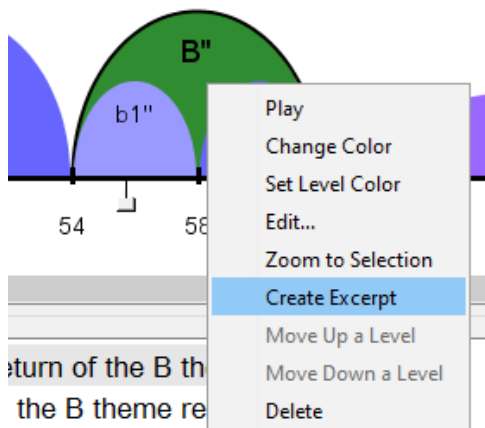 B"
b1"
54
58
Play
Change Color
Set Level Color
Edit...
Zoom to Selection
Create Excerpt
Move Up a Level
Move Down a Level
Delete
eturn of the B th
the B theme re